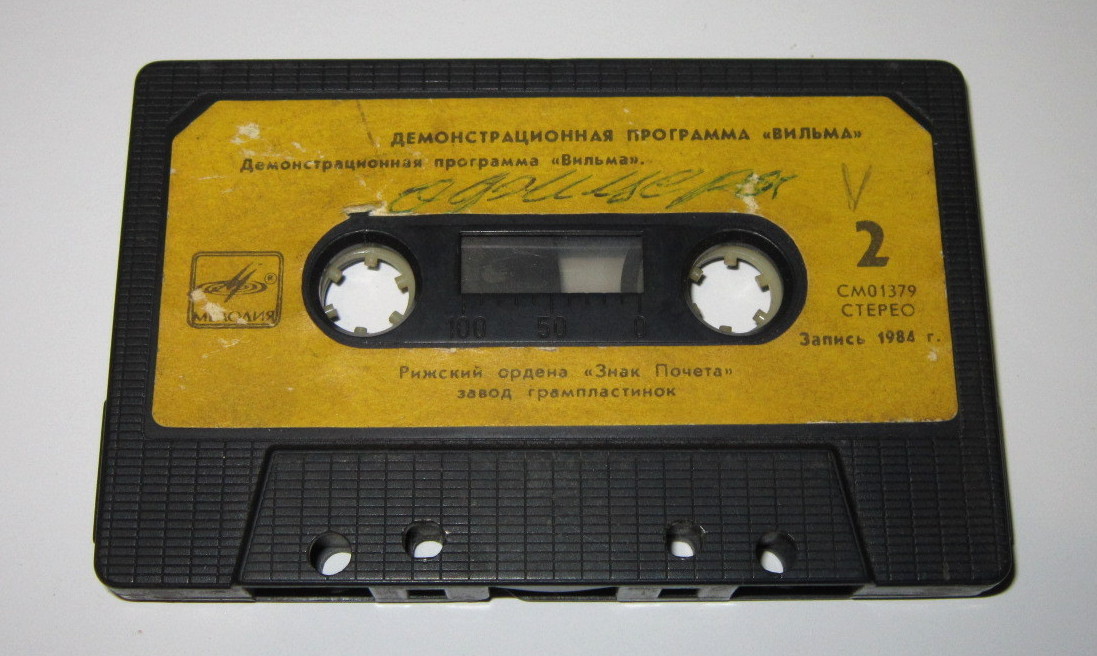 ДЕМОНСТРАЦИОННАЯ ПРОГРАММА «ВИЛЬМА»
Демонстрационная программа «Вильма».
V
2
МЕЛОДИЯ ®
СМ01379
СТЕРЕО
Запись 1984 г.
100 50 0
Рижский ордена «Знак Почета»
завод грампластинок